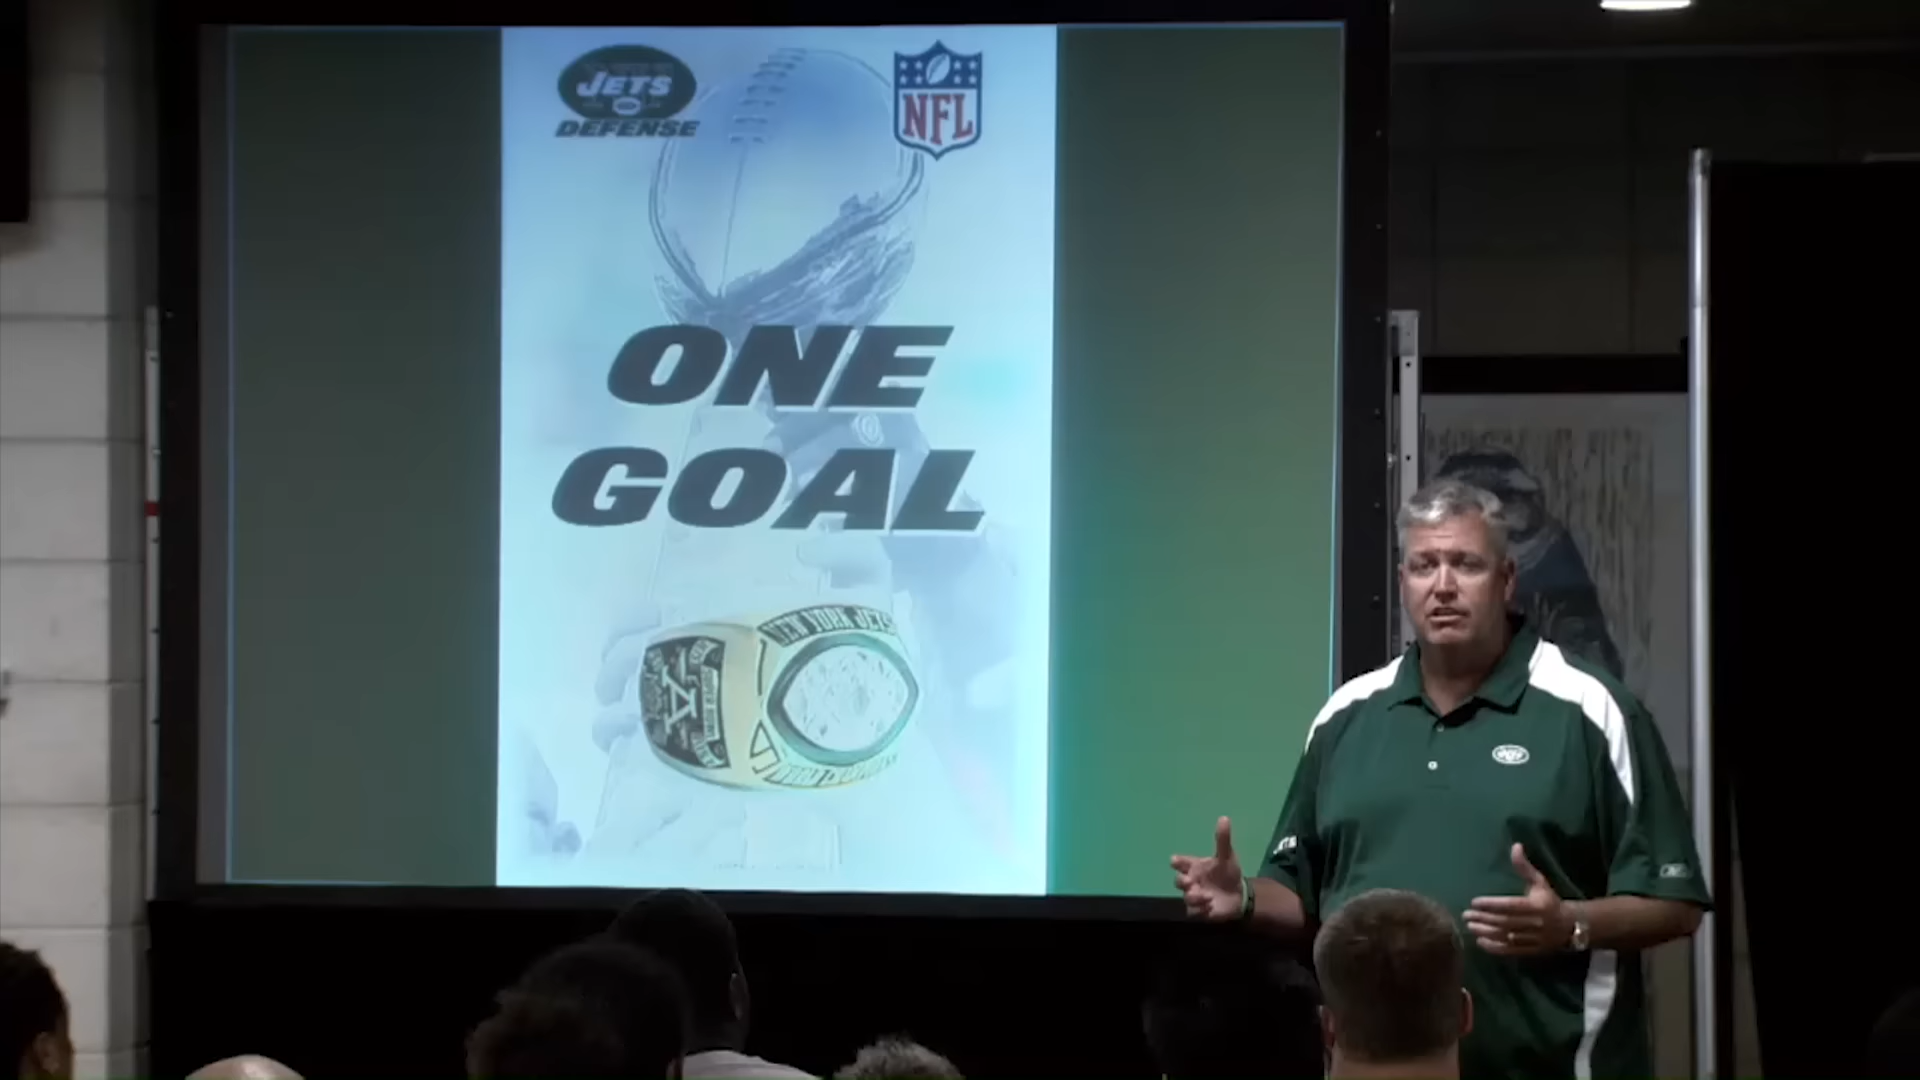 JETS
DEFENSE
NFL
ONE
GOAL
NEW YORK JETS
JETS